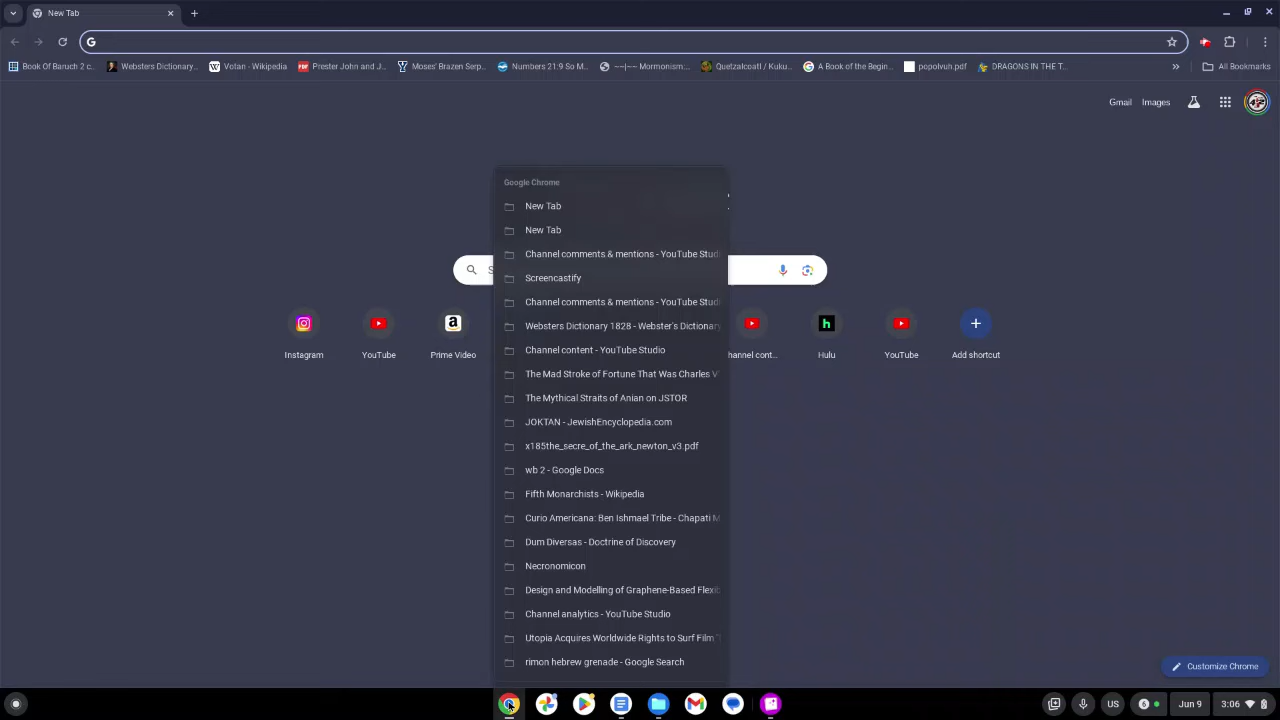 New Tab
Book Of Baruch 2 c...
Websters Dictionary...
Votan - Wikipedia
Prester John and J...
Moses' Brazen Serp...
Numbers 21:9 So M...
~~|~~ Mormonism:...
Quetzalcoatl / Kuku...
A Book of the Begin...
popolvuh.pdf
DRAGONS IN THE T...
»
All Bookmarks
Gmail
Images
Google Chrome
New Tab
New Tab
Channel comments & mentions - YouTube Studi
Screencastify
Channel comments & mentions - YouTube Studi
Websters Dictionary 1828 - Webster's Dictionary
Channel content - YouTube Studio
The Mad Stroke of Fortune That Was Charles V
The Mythical Straits of Anian on JSTOR
JOKTAN - JewishEncyclopedia.com
x185the_secre_of_the_ark_newton_v3.pdf
wb 2 - Google Docs
Fifth Monarchists - Wikipedia
Curio Americana: Ben Ishmael Tribe - Chapati M
Dum Diversas - Doctrine of Discovery
Necronomicon
Design and Modelling of Graphene-Based Flexib
Channel analytics - YouTube Studio
Utopia Acquires Worldwide Rights to Surf Film "
rimon hebrew grenade - Google Search
S
Instagram
YouTube
Prime Video
hannel cont...
Hulu
YouTube
Add shortcut
Customize Chrome
US
6
Jun 9
3:06